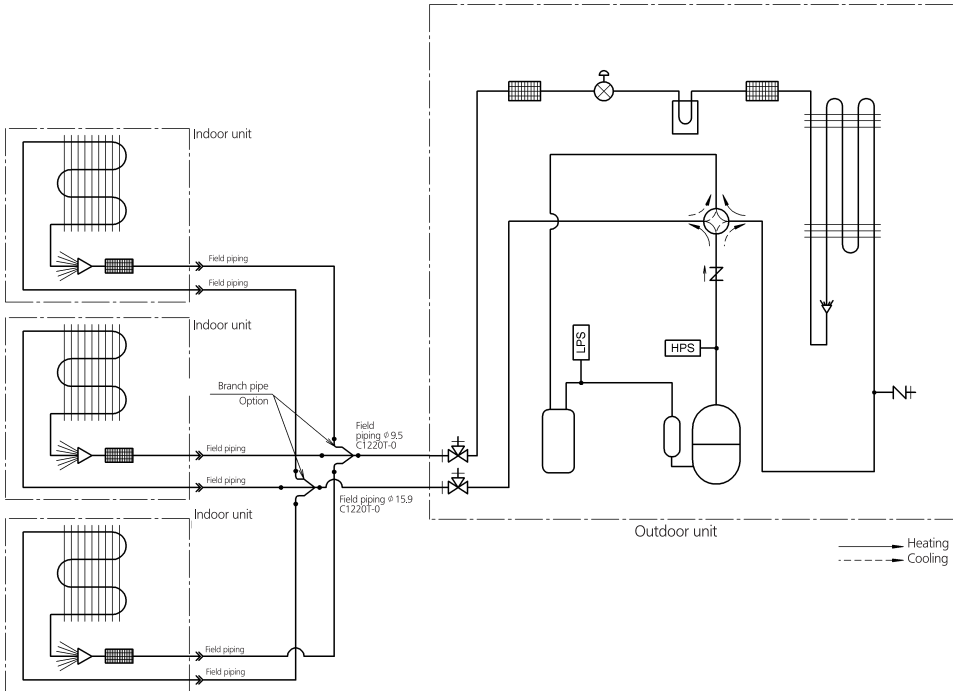 Indoor unit
Field piping
Field piping
Indoor unit
Branch pipe
Option
Field
piping ϕ 9,5
C1220T-0
Field piping
Field piping
Field piping ϕ 15,9
C1220T-0
Indoor unit
Field piping
Field piping
LPS
HPS
Outdoor unit
Heating
Cooling